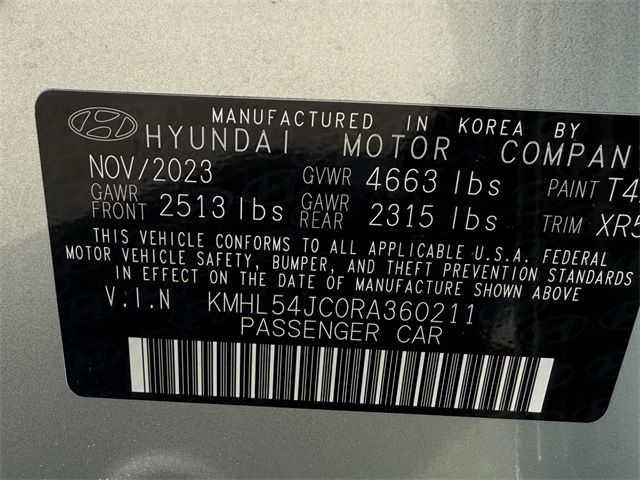 MANUFACTURED IN KOREA BY
HYUNDAI MOTOR COMPAN
NOV/2023 GVWR 4663 lbs PAINT T4
GAWR FRONT 2513 lbs GAWR REAR 2315 lbs TRIM XR5
THIS VEHICLE CONFORMS TO ALL APPLICABLE U.S.A. FEDERAL
MOTOR VEHICLE SAFETY, BUMPER, AND THEFT PREVENTION STANDARDS
IN EFFECT ON THE DATE OF MANUFACTURE SHOWN ABOVE
V.I.N KMHL54JC0RA360211
PASSENGER CAR